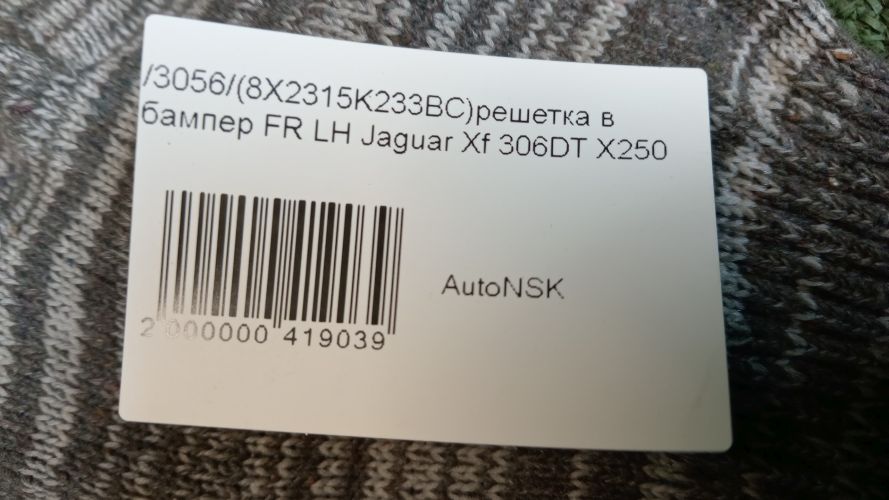 /3056/(8X2315K233BC)решетка в
бампер FR LH Jaguar Xf 306DT X250
AutoNSK
2 000000 419039